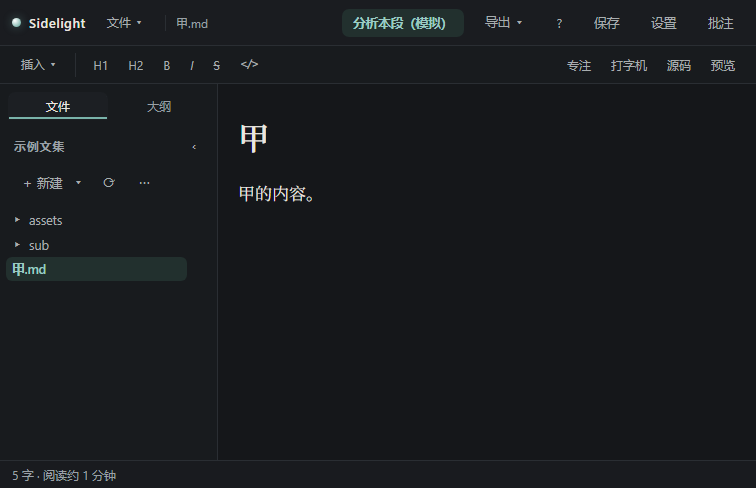 Sidelight 文件 甲.md 分析本段（模拟） 导出 ? 保存 设置 批注
插入 H1 H2 B I S </> 专注 打字机 源码 预览
文件 大纲
示例文集
+ 新建 ···
assets
sub
甲.md
甲
甲的内容。
5 字 · 阅读约 1 分钟